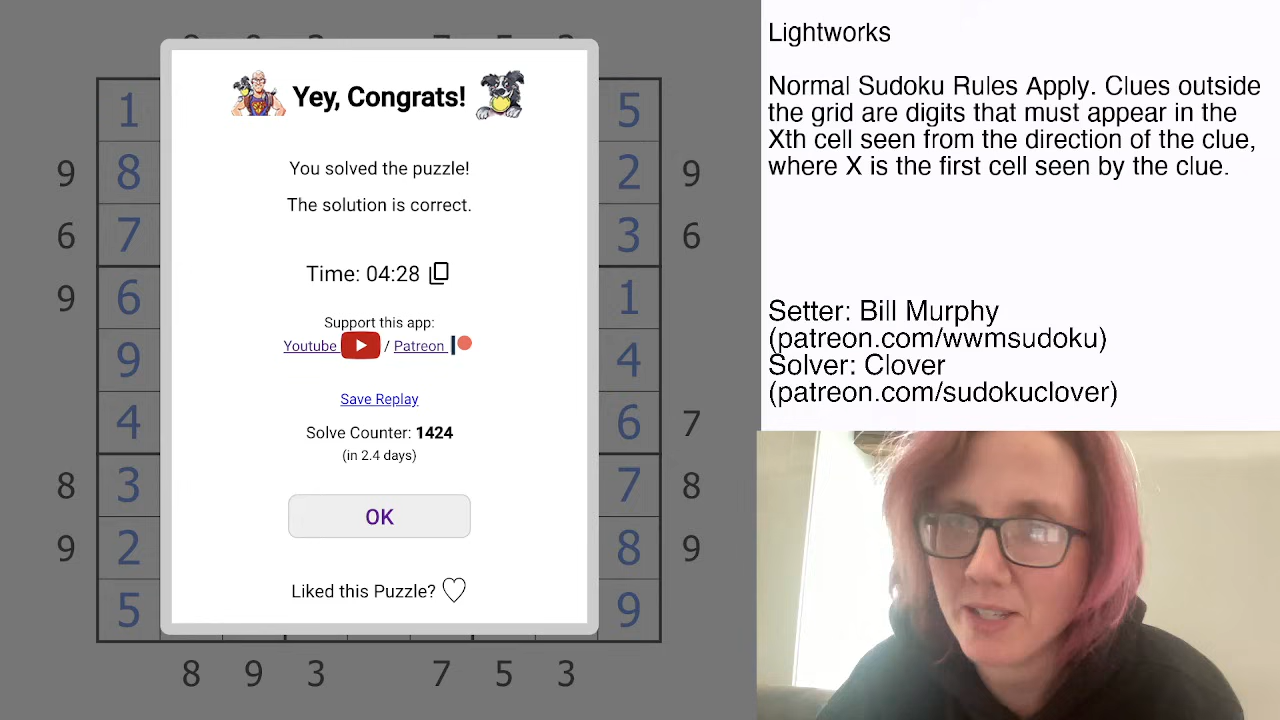 Lightworks
Normal Sudoku Rules Apply. Clues outside
the grid are digits that must appear in the
Xth cell seen from the direction of the clue,
where X is the first cell seen by the clue.
Setter: Bill Murphy
(patreon.com/wwmsudoku)
Solver: Clover
(patreon.com/sudokuclover)
Yey, Congrats!
You solved the puzzle!
The solution is correct.
Time: 04:28
Support this app:
Youtube / Patreon
Save Replay
Solve Counter: 1424
(in 2.4 days)
OK
Liked this Puzzle?
1 5
9 8 2 9
6 7 3 6
9 6 1
9 4
4 6 7
8 3 7 8
9 2 8 9
5 9
8 9 3 7 5 3